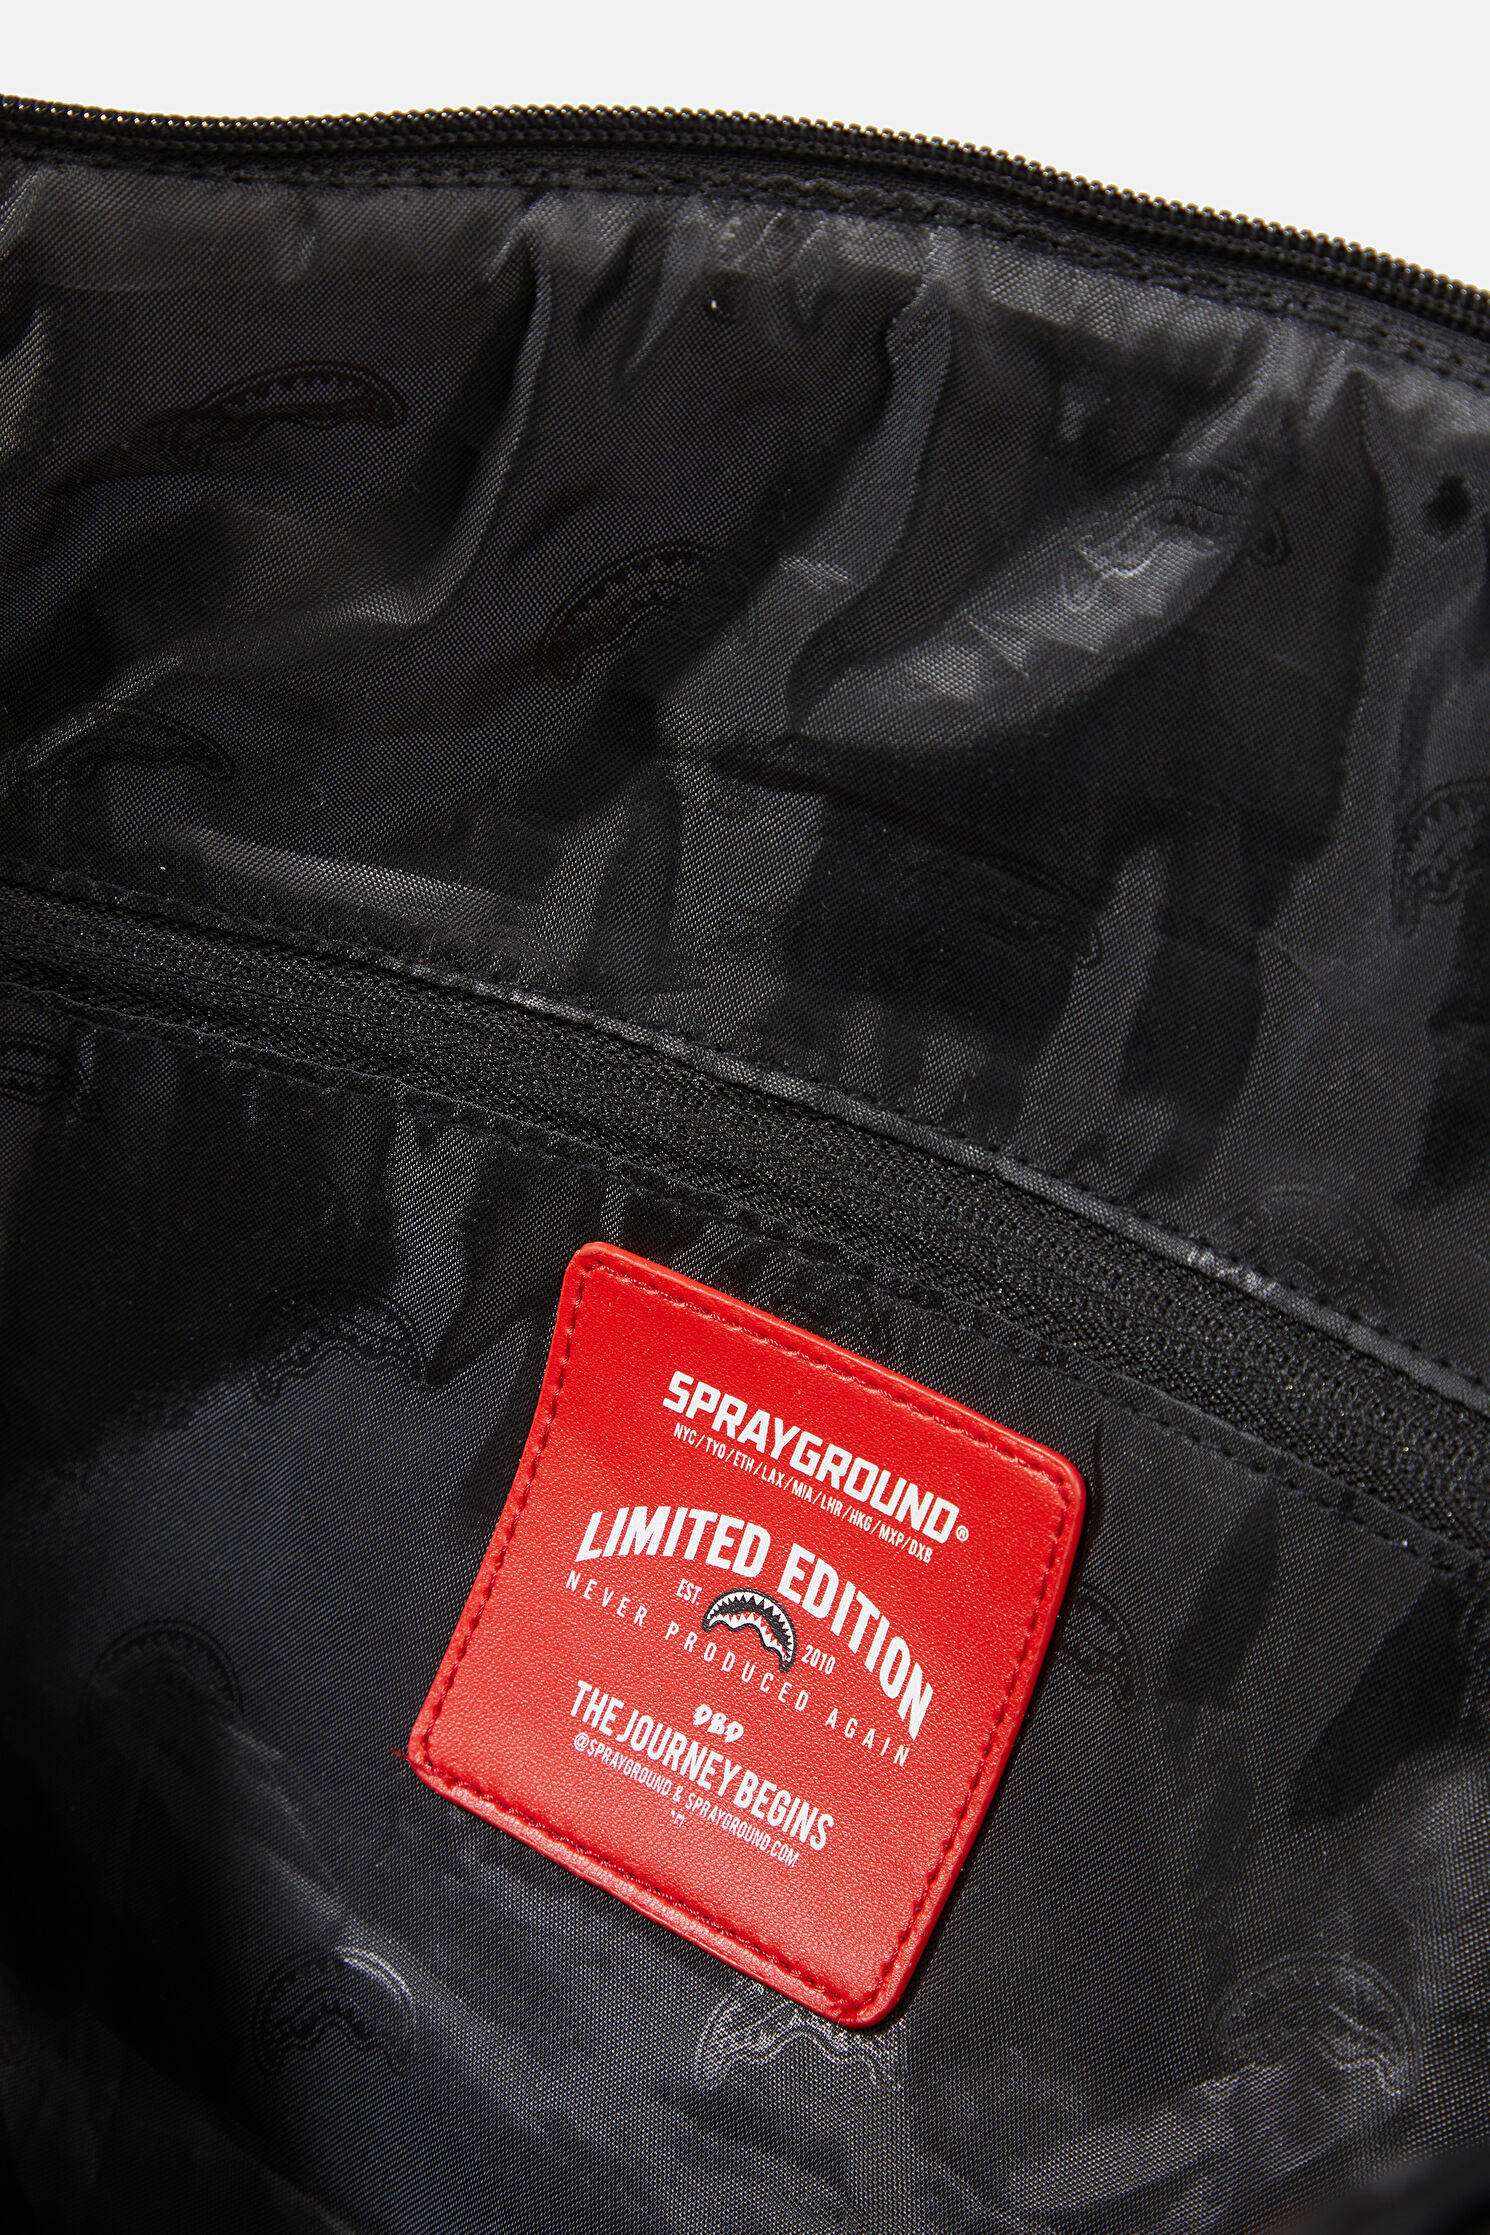 SPRAYGROUND®
NYC/TYO/ETH/LAX/MIA/LHR/HKG/MXP/DXB
LIMITED EDITION
EST. 2010
NEVER PRODUCED AGAIN
DBD
THE JOURNEY BEGINS
@SPRAYGROUND & SPRAYGROUND.COM